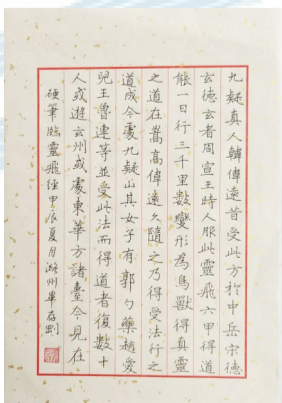 九疑真人韓偉遠昔受此方於中岳宋德
玄德玄者周宣王時人服此靈飛六甲得道
能一日行三千里數變形為鳥獸得真靈
之道在嵩高偉遠久隨之乃得受法行之
道成今處九疑山其女子有郭勺藥趙愛
兒王魯連等並受此法而得道者復數十
人或遊玄州或處東華方諸臺今見在
硬筆臨靈飛經甲辰夏月湖州畢存劃